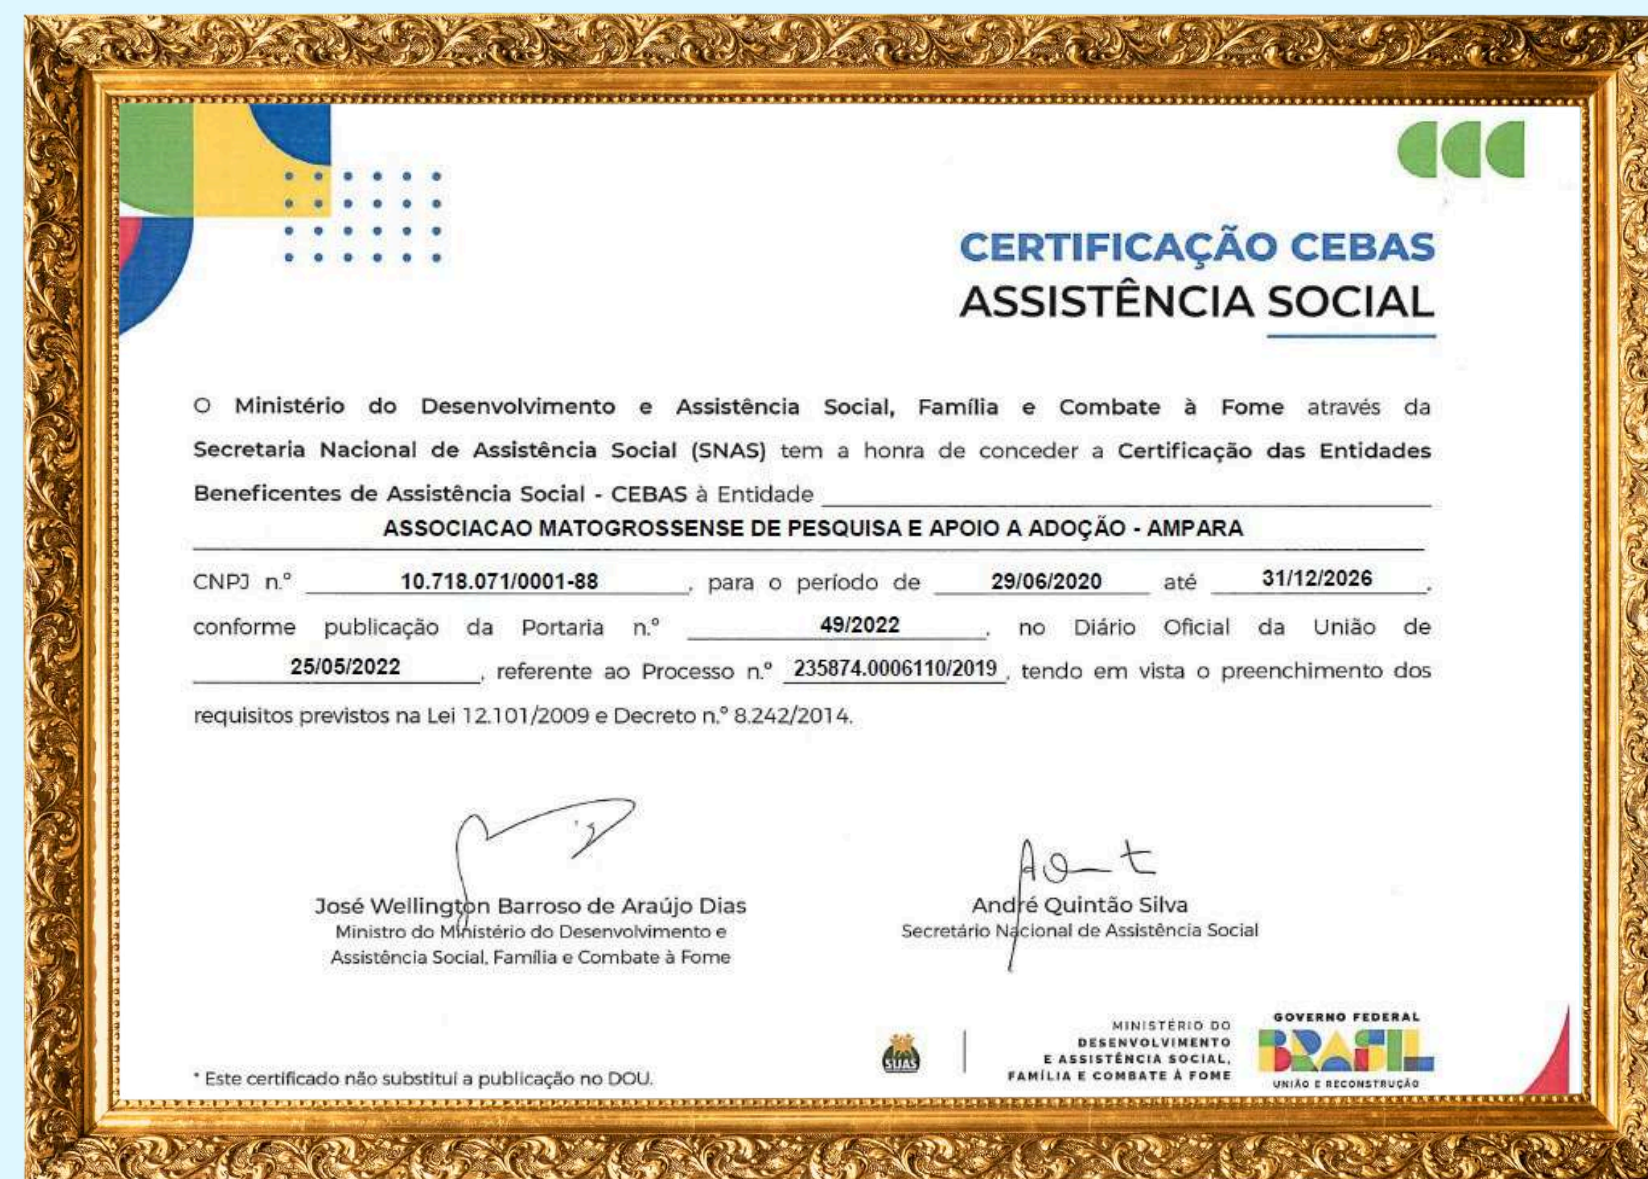 CERTIFICAÇÃO CEBAS
ASSISTÊNCIA SOCIAL
O Ministério do Desenvolvimento e Assistência Social, Família e Combate à Fome através da
Secretaria Nacional de Assistência Social (SNAS) tem a honra de conceder a Certificação das Entidades
Beneficentes de Assistência Social - CEBAS à Entidade
ASSOCIACAO MATOGROSSENSE DE PESQUISA E APOIO A ADOÇÃO - AMPARA
CNPJ n.º 10.718.071/0001-88, para o período de 29/06/2020 até 31/12/2026,
conforme publicação da Portaria n.º 49/2022, no Diário Oficial da União de
25/05/2022, referente ao Processo n.º 235874.0006110/2019, tendo em vista o preenchimento dos
requisitos previstos na Lei 12.101/2009 e Decreto n.º 8.242/2014.
José Wellington Barroso de Araújo Dias
Ministro do Ministério do Desenvolvimento e
Assistência Social, Família e Combate à Fome
André Quintão Silva
Secretário Nacional de Assistência Social
* Este certificado não substitui a publicação no DOU.
SUAS
MINISTÉRIO DO
DESENVOLVIMENTO
E ASSISTÊNCIA SOCIAL,
FAMÍLIA E COMBATE À FOME
GOVERNO FEDERAL
BRASIL
UNIÃO E RECONSTRUÇÃO